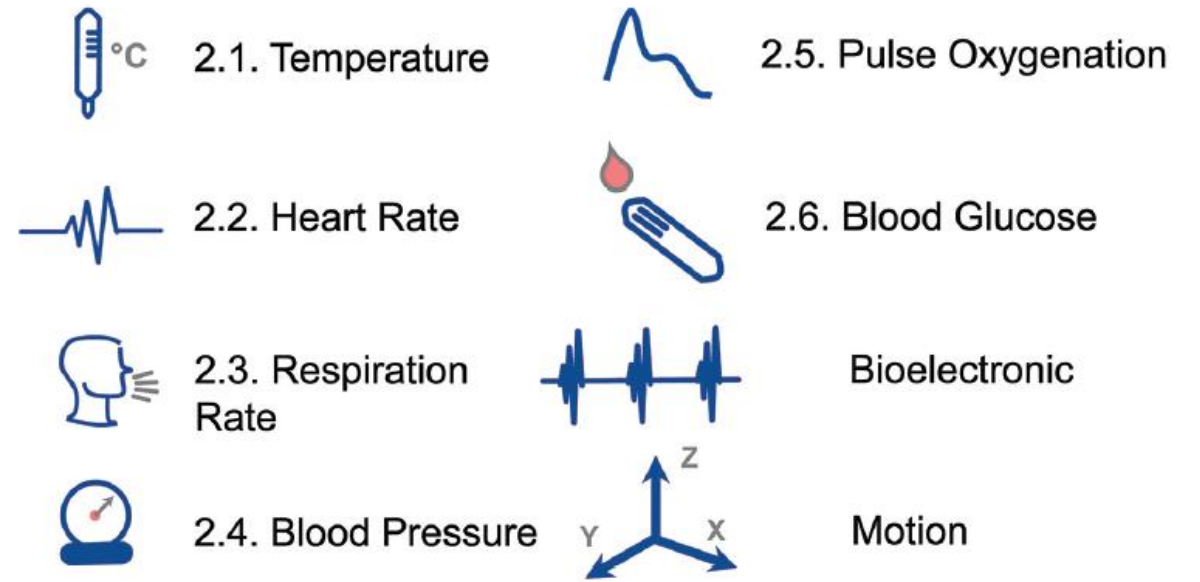 °C
2.1. Temperature
2.2. Heart Rate
2.3. Respiration
Rate
2.4. Blood Pressure
2.5. Pulse Oxygenation
2.6. Blood Glucose
Bioelectronic
Z
Y
X
Motion